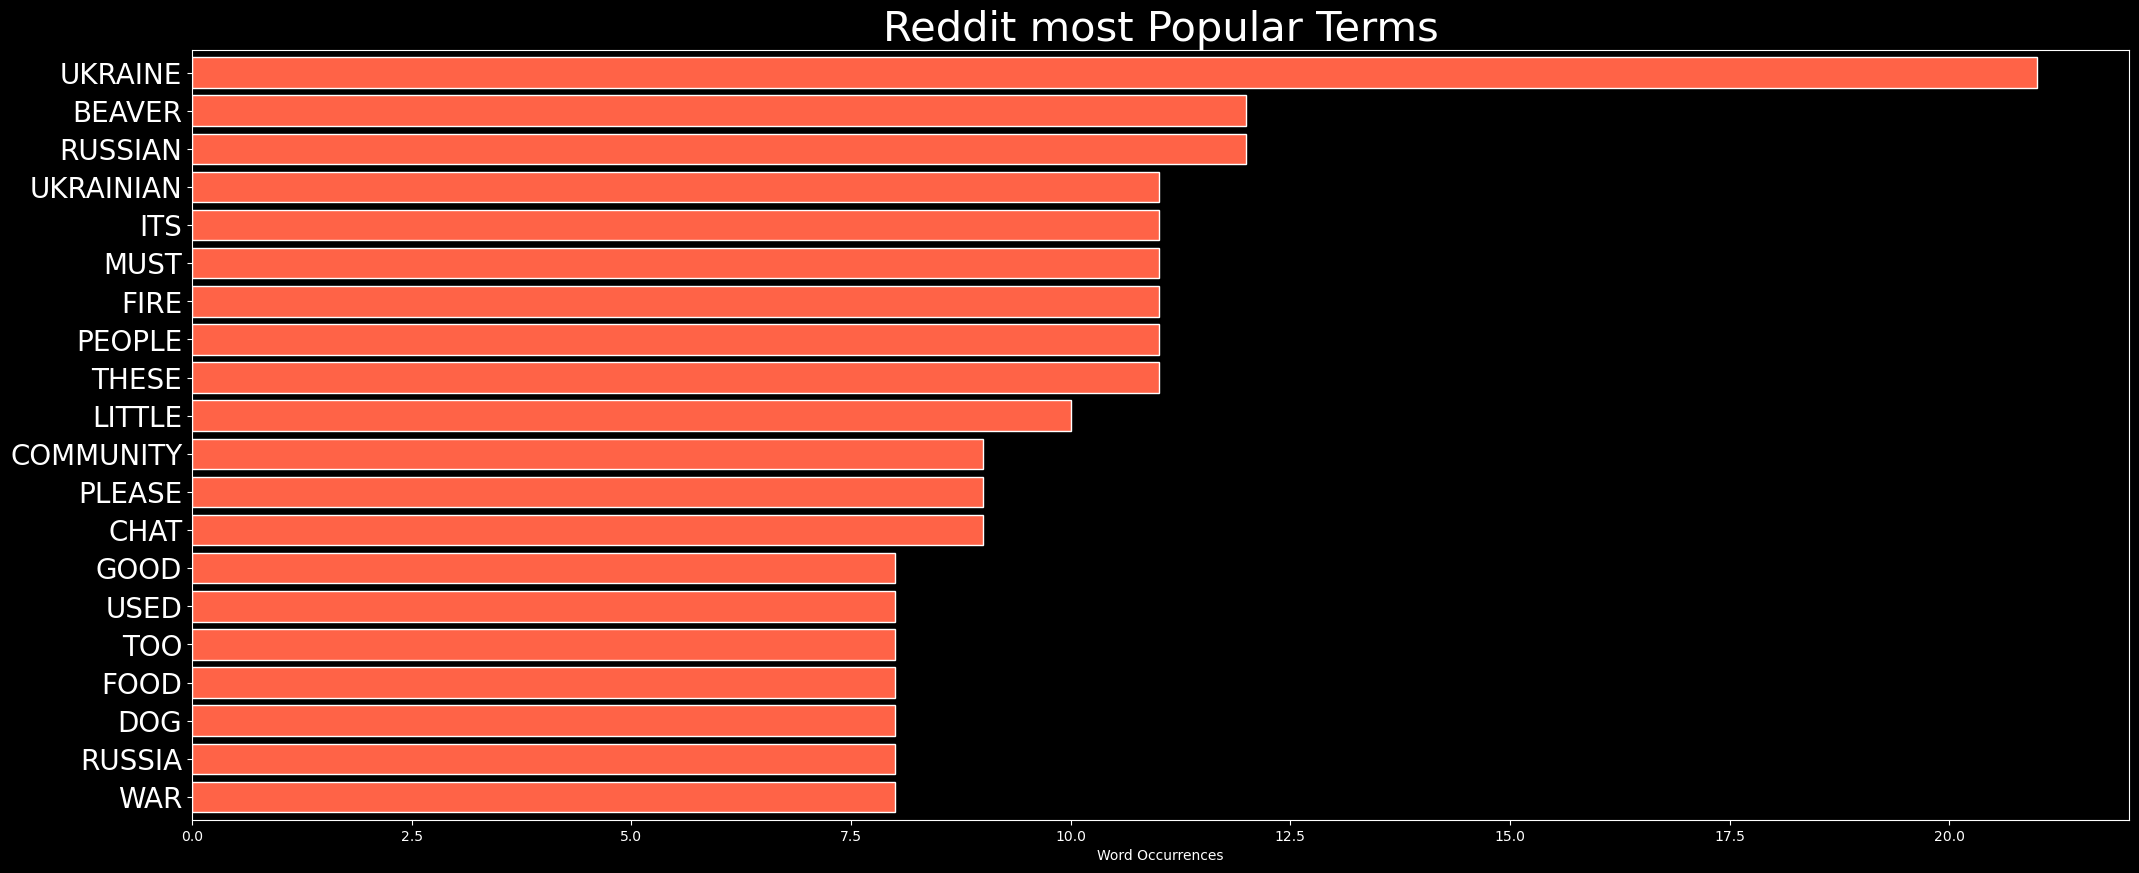 Reddit most Popular Terms
UKRAINE
BEAVER
RUSSIAN
UKRAINIAN
ITS
MUST
FIRE
PEOPLE
THESE
LITTLE
COMMUNITY
PLEASE
CHAT
GOOD
USED
TOO
FOOD
DOG
RUSSIA
WAR
0.0 2.5 5.0 7.5 10.0 12.5 15.0 17.5 20.0
Word Occurrences